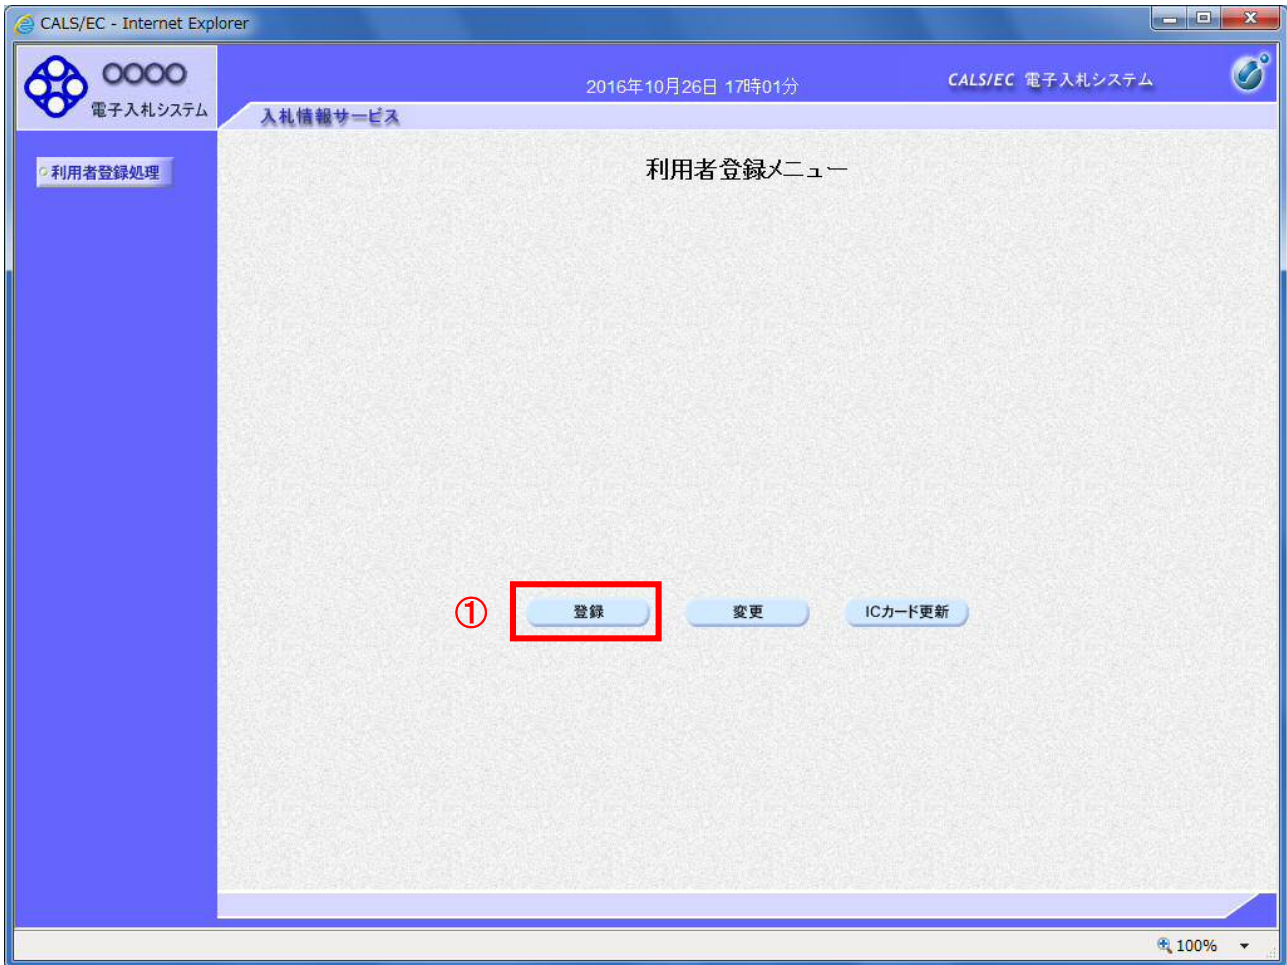 CALS/EC - Internet Explorer
○○○○
電子入札システム
2016年10月26日 17時01分
CALS/EC 電子入札システム
入札情報サービス
利用者登録処理
利用者登録メニュー
① 登録 変更 ICカード更新
100%